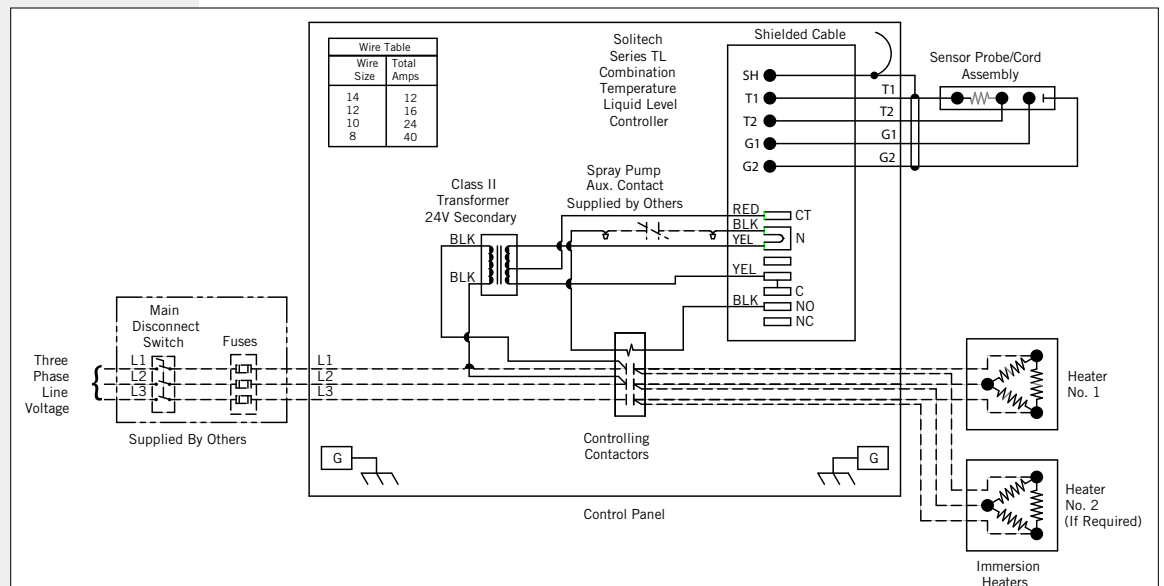 Wire Table
Wire Size
Total Amps
14 12
12 16
10 24
8 40
Solitech
Series TL
Combination
Temperature
Liquid Level
Controller
Shielded Cable
SH
T1
T2
G1
G2
T1
T2
G1
G2
Sensor Probe/Cord
Assembly
Class II
Transformer
24V Secondary
BLK
BLK
Spray Pump
Aux. Contact
Supplied by Others
RED
BLK
YEL
YEL
BLK
CT
N
C
NO
NC
Three
Phase
Line
Voltage
Main
Disconnect
Switch
Fuses
L1
L2
L3
Supplied By Others
L1
L2
L3
Controlling
Contactors
G
G
Control Panel
Heater
No. 1
Heater
No. 2
(If Required)
Immersion
Heaters